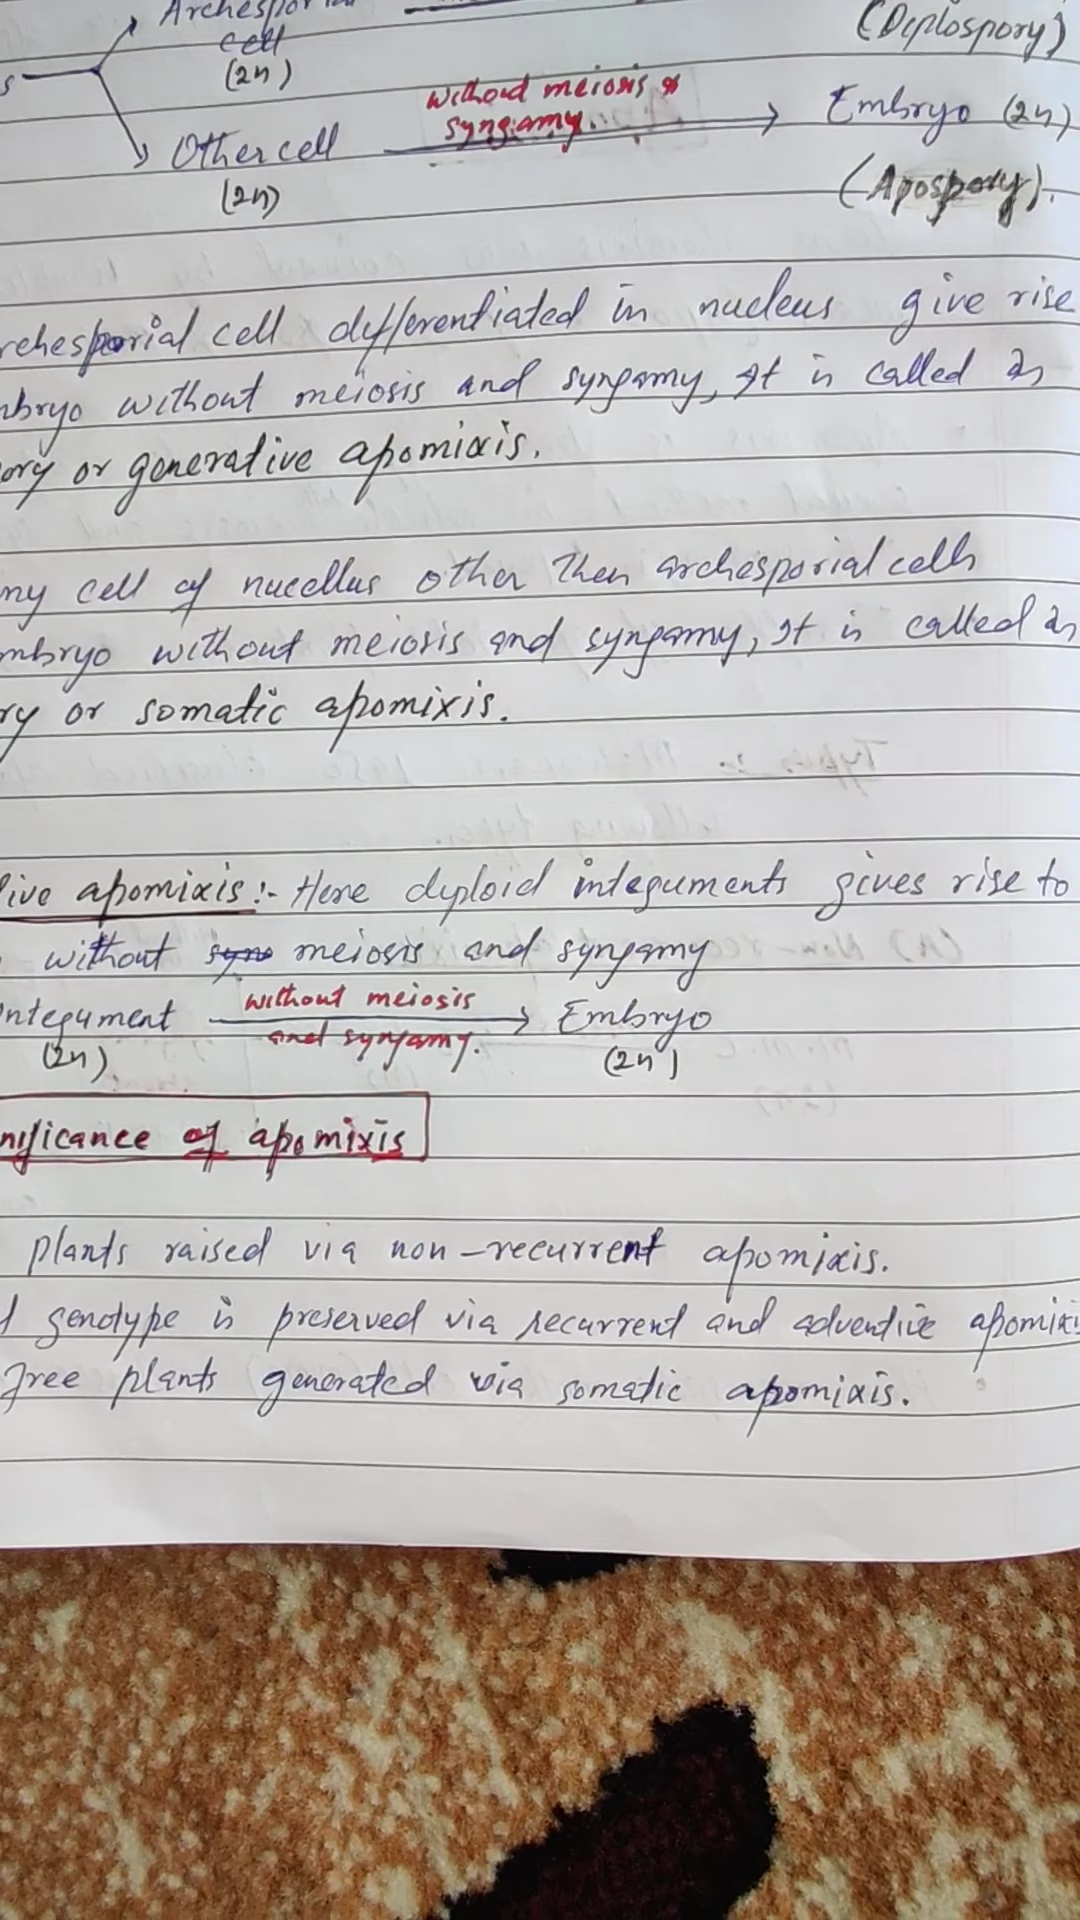 Archesporial
cell
(2n)
(Diplospory)
without meiosis &
syngamy.
Embryo (2n)
Other cell
(2n)
(Apospory).
rchesporial cell differentiated in nucleus give rise
mbryo without meiosis and syngamy, It is called as
ory or generative apomixis.
ny cell of nucellus other then archesporial cells
mbryo without meiosis and syngamy, It is called as
ry or somatic apomixis.
tive apomixis:- Here diploid integuments gives rise to
without syno meiosis and syngamy
ntegument without meiosis Embryo
and syngamy.
(2n) (2n)
nificance of apomixis
plants raised via non-recurrent apomixis.
genotype is preserved via recurrent and adventive apomixi
free plants generated via somatic apomixis.